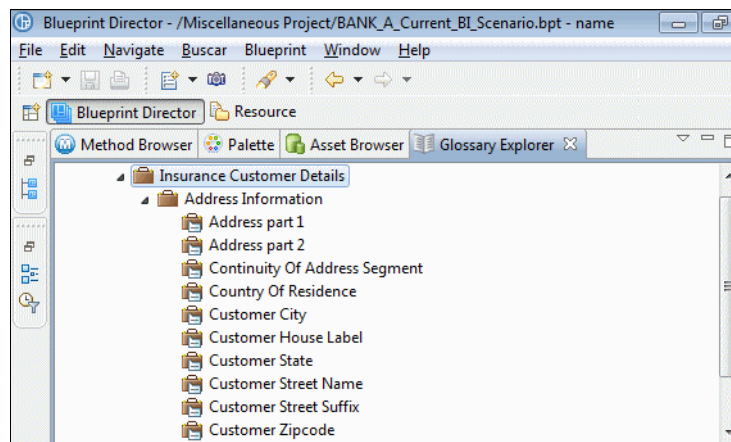 Blueprint Director - /Miscellaneous Project/BANK_A_Current_BI_Scenario.bpt - name
File Edit Navigate Buscar Blueprint Window Help
Blueprint Director Resource
Method Browser Palette Asset Browser Glossary Explorer
Insurance Customer Details
Address Information
Address part 1
Address part 2
Continuity Of Address Segment
Country Of Residence
Customer City
Customer House Label
Customer State
Customer Street Name
Customer Street Suffix
Customer Zipcode